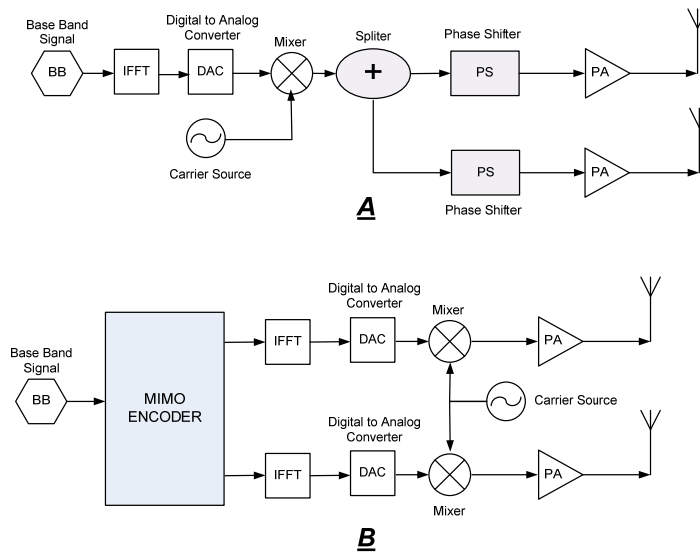 Base Band
Signal
BB
IFFT
Digital to Analog
Converter
DAC
Mixer
Carrier Source
Spliter
+
Phase Shifter
PS
PA
PS
Phase Shifter
PA
A
Base Band
Signal
BB
MIMO
ENCODER
IFFT
Digital to Analog
Converter
DAC
Mixer
PA
Carrier Source
IFFT
Digital to Analog
Converter
DAC
Mixer
PA
B